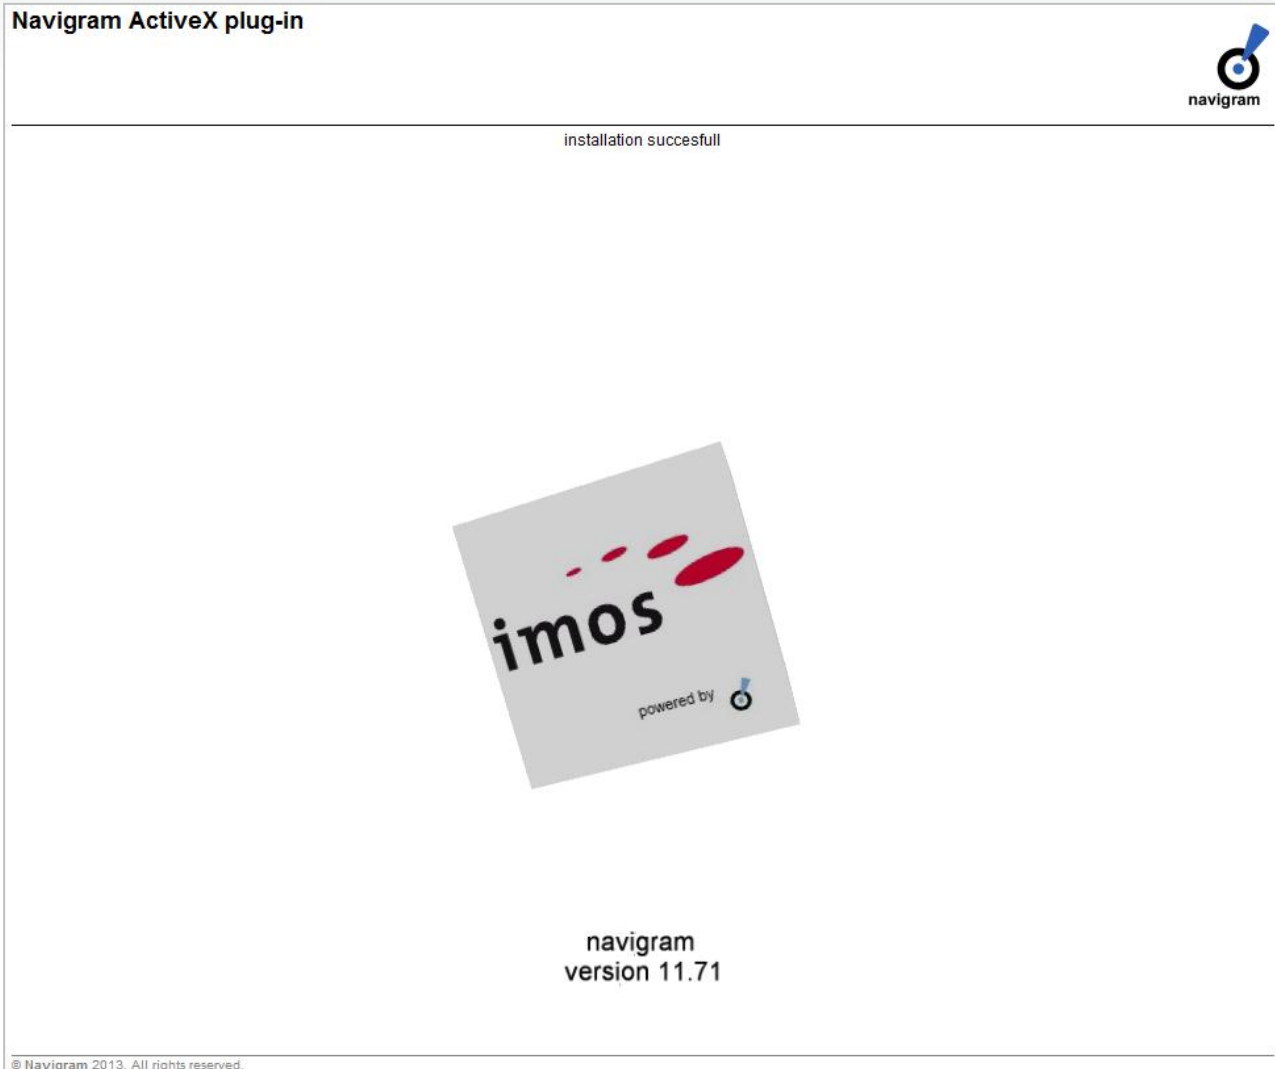 Navigram ActiveX plug-in
navigram
installation succesfull
imos
powered by
navigram
version 11.71
© Navigram 2013. All rights reserved.